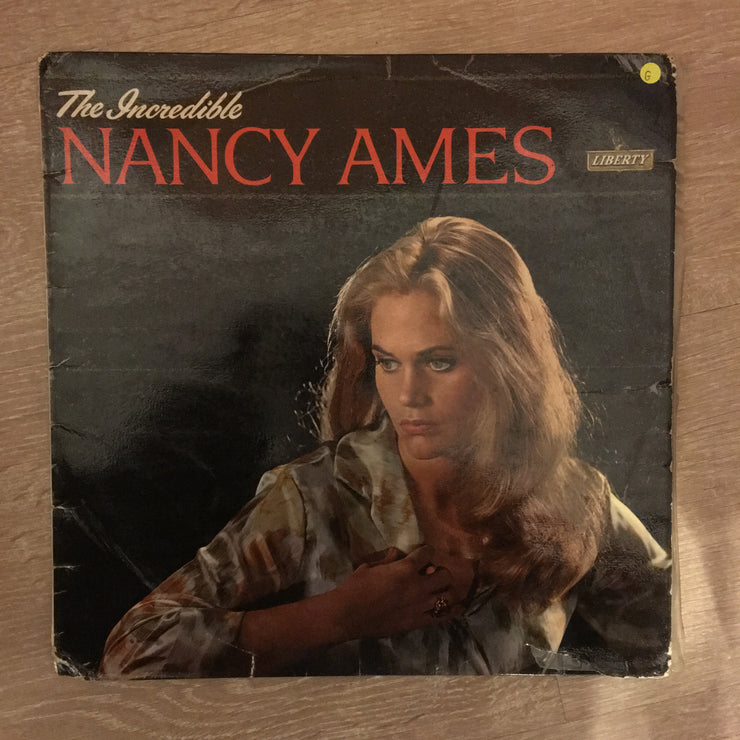 The Incredible
NANCY AMES
LIBERTY
G